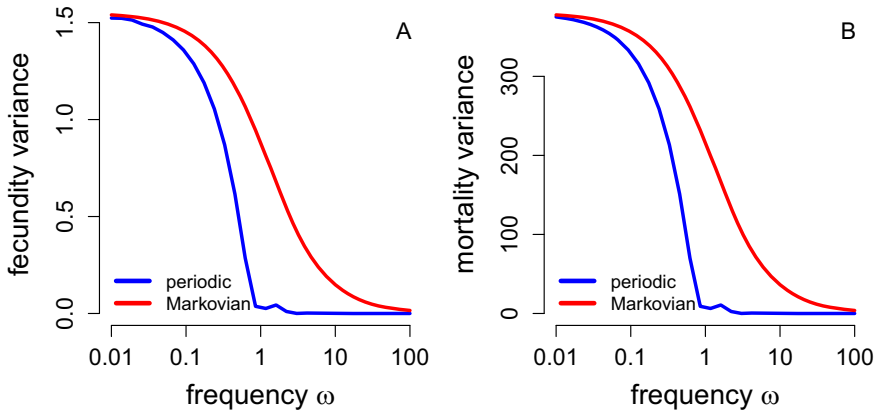 A
fecundity variance
1.5
1.0
0.5
0.0
periodic
Markovian
0.01 0.1 1 10 100
frequency ω
B
mortality variance
300
200
100
0
periodic
Markovian
0.01 0.1 1 10 100
frequency ω